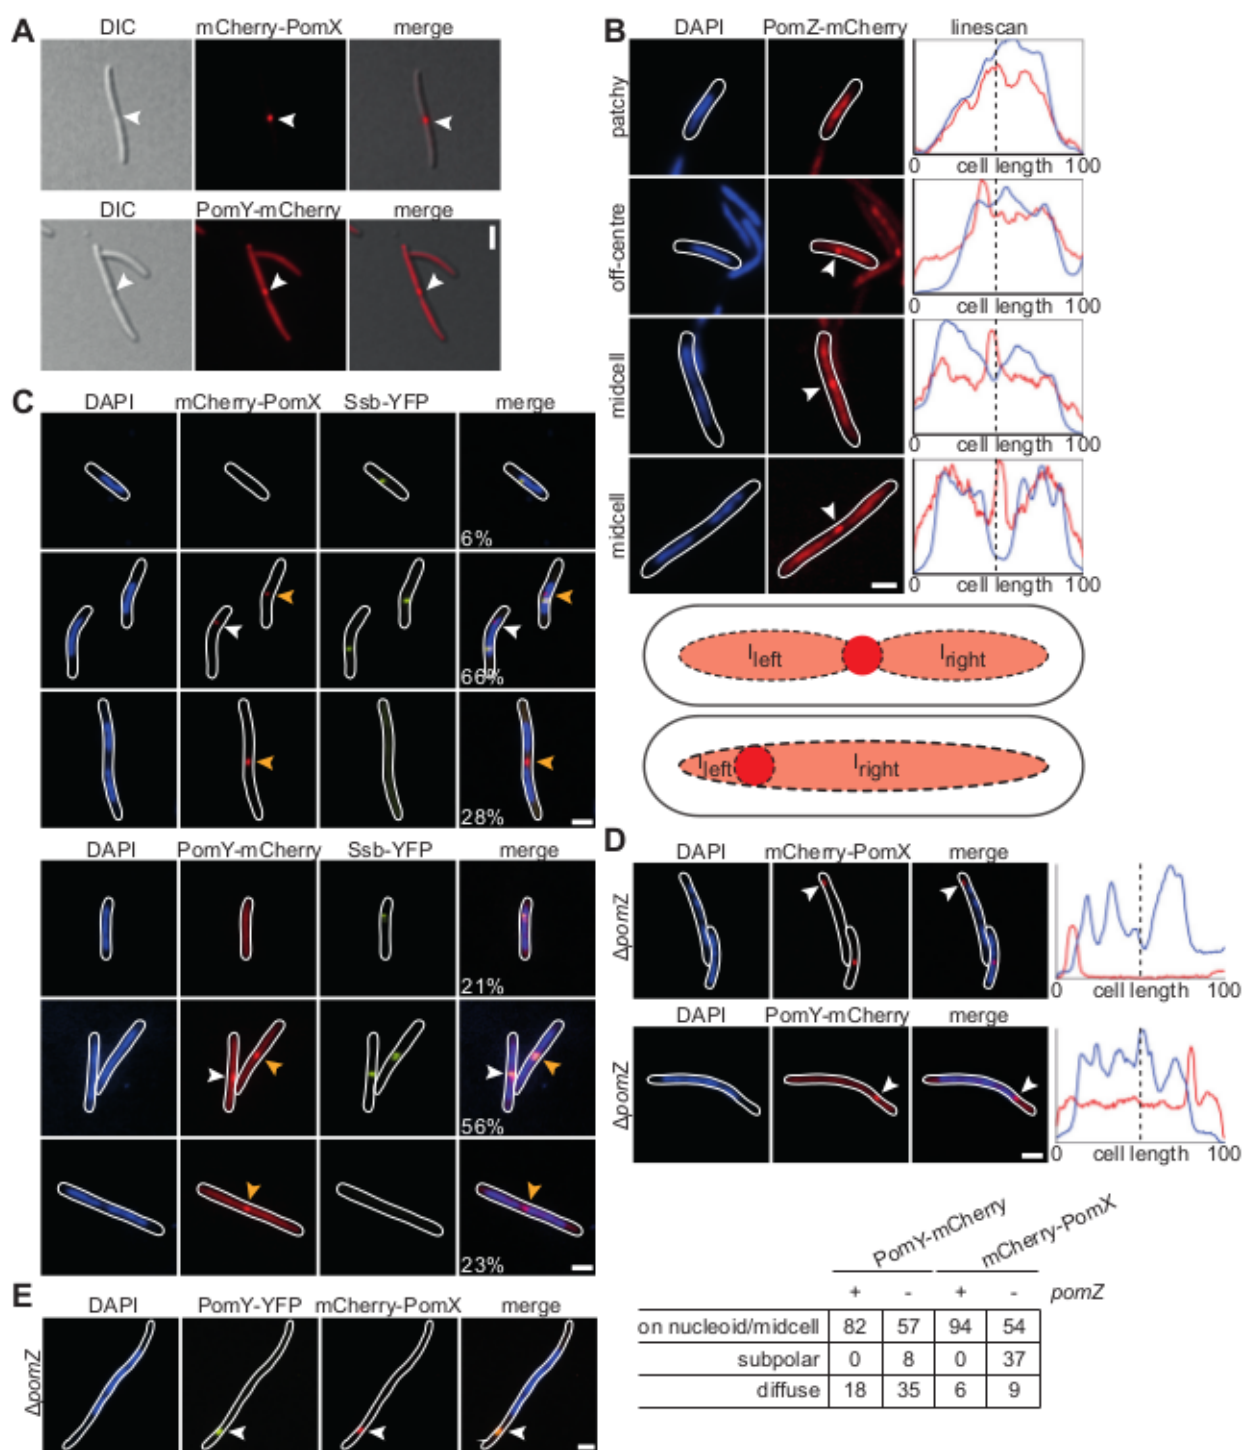 A
DIC mCherry-PomX merge
DIC PomY-mCherry merge
B
DAPI PomZ-mCherry linescan
patchy
0 cell length 100
off-centre
0 cell length 100
midcell
0 cell length 100
midcell
0 cell length 100
Ileft Iright
Ileft Iright
C
DAPI mCherry-PomX Ssb-YFP merge
6%
66%
28%
DAPI PomY-mCherry Ssb-YFP merge
21%
56%
23%
D
DAPI mCherry-PomX merge
ΔpomZ
0 cell length 100
DAPI PomY-mCherry merge
ΔpomZ
0 cell length 100
PomY-mCherry mCherry-PomX
+ - + - pomZ
on nucleoid/midcell 82 57 94 54
subpolar 0 8 0 37
diffuse 18 35 6 9
E
DAPI PomY-YFP mCherry-PomX merge
ΔpomZ